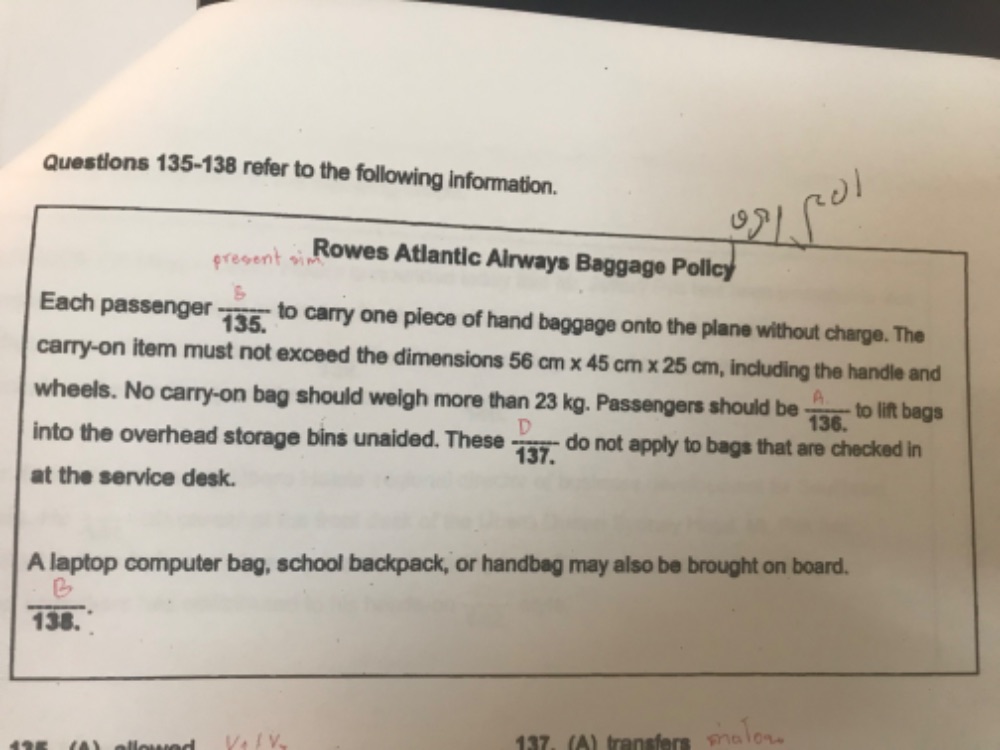 Questions 135-138 refer to the following information.
Rowes Atlantic Airways Baggage Policy
present sim
Each passenger B 135. to carry one piece of hand baggage onto the plane without charge. The
carry-on item must not exceed the dimensions 56 cm x 45 cm x 25 cm, including the handle and
wheels. No carry-on bag should weigh more than 23 kg. Passengers should be A. 136. to lift bags
into the overhead storage bins unaided. These D 137. do not apply to bags that are checked in
at the service desk.
A laptop computer bag, school backpack, or handbag may also be brought on board.
B
138.
135. (A) allowed
137. (A) transfers